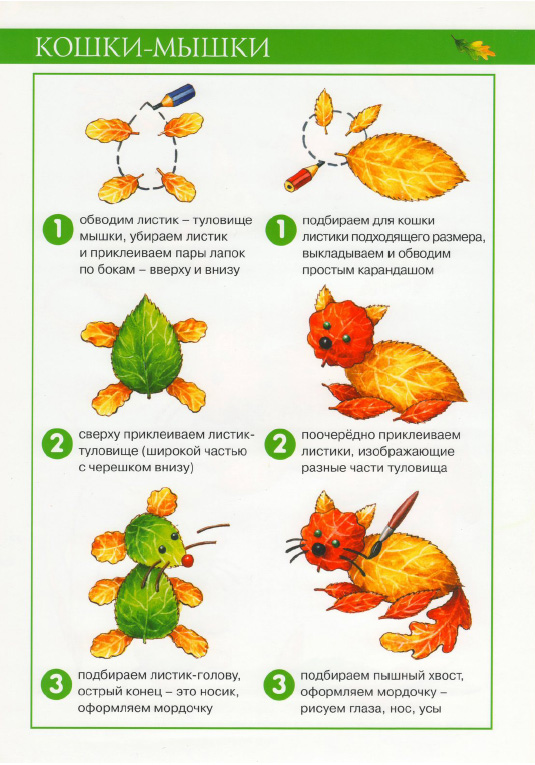 КОШКИ-МЫШКИ
1 обводим листик – туловище
мышки, убираем листик
и приклеиваем пары лапок
по бокам – вверху и внизу
1 подбираем для кошки
листики подходящего размера,
выкладываем и обводим
простым карандашом
2 сверху приклеиваем листик-
туловище (широкой частью
с черешком внизу)
2 поочерёдно приклеиваем
листики, изображающие
разные части туловища
3 подбираем листик-голову,
острый конец – это носик,
оформляем мордочку
3 подбираем пышный хвост,
оформляем мордочку –
рисуем глаза, нос, усы